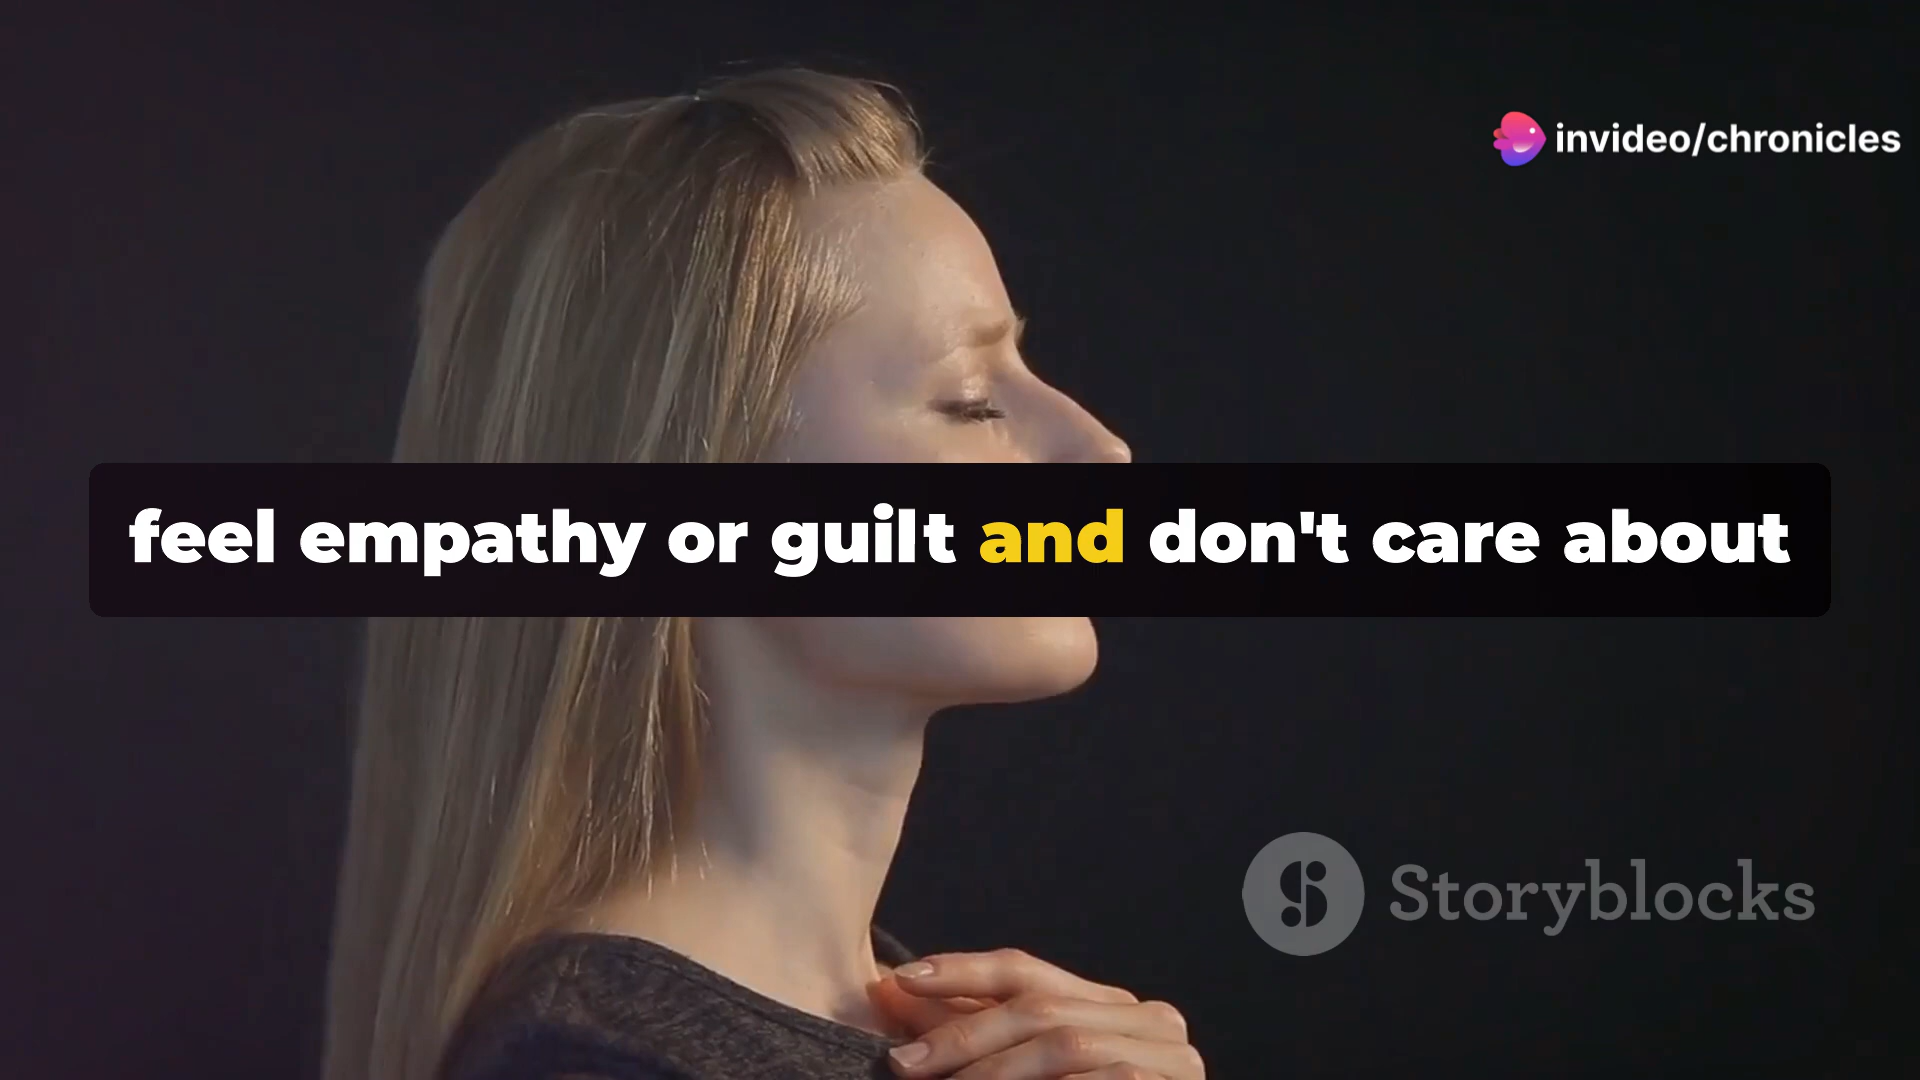 invideo/chronicles
feel empathy or guilt and don't care about
Storyblocks